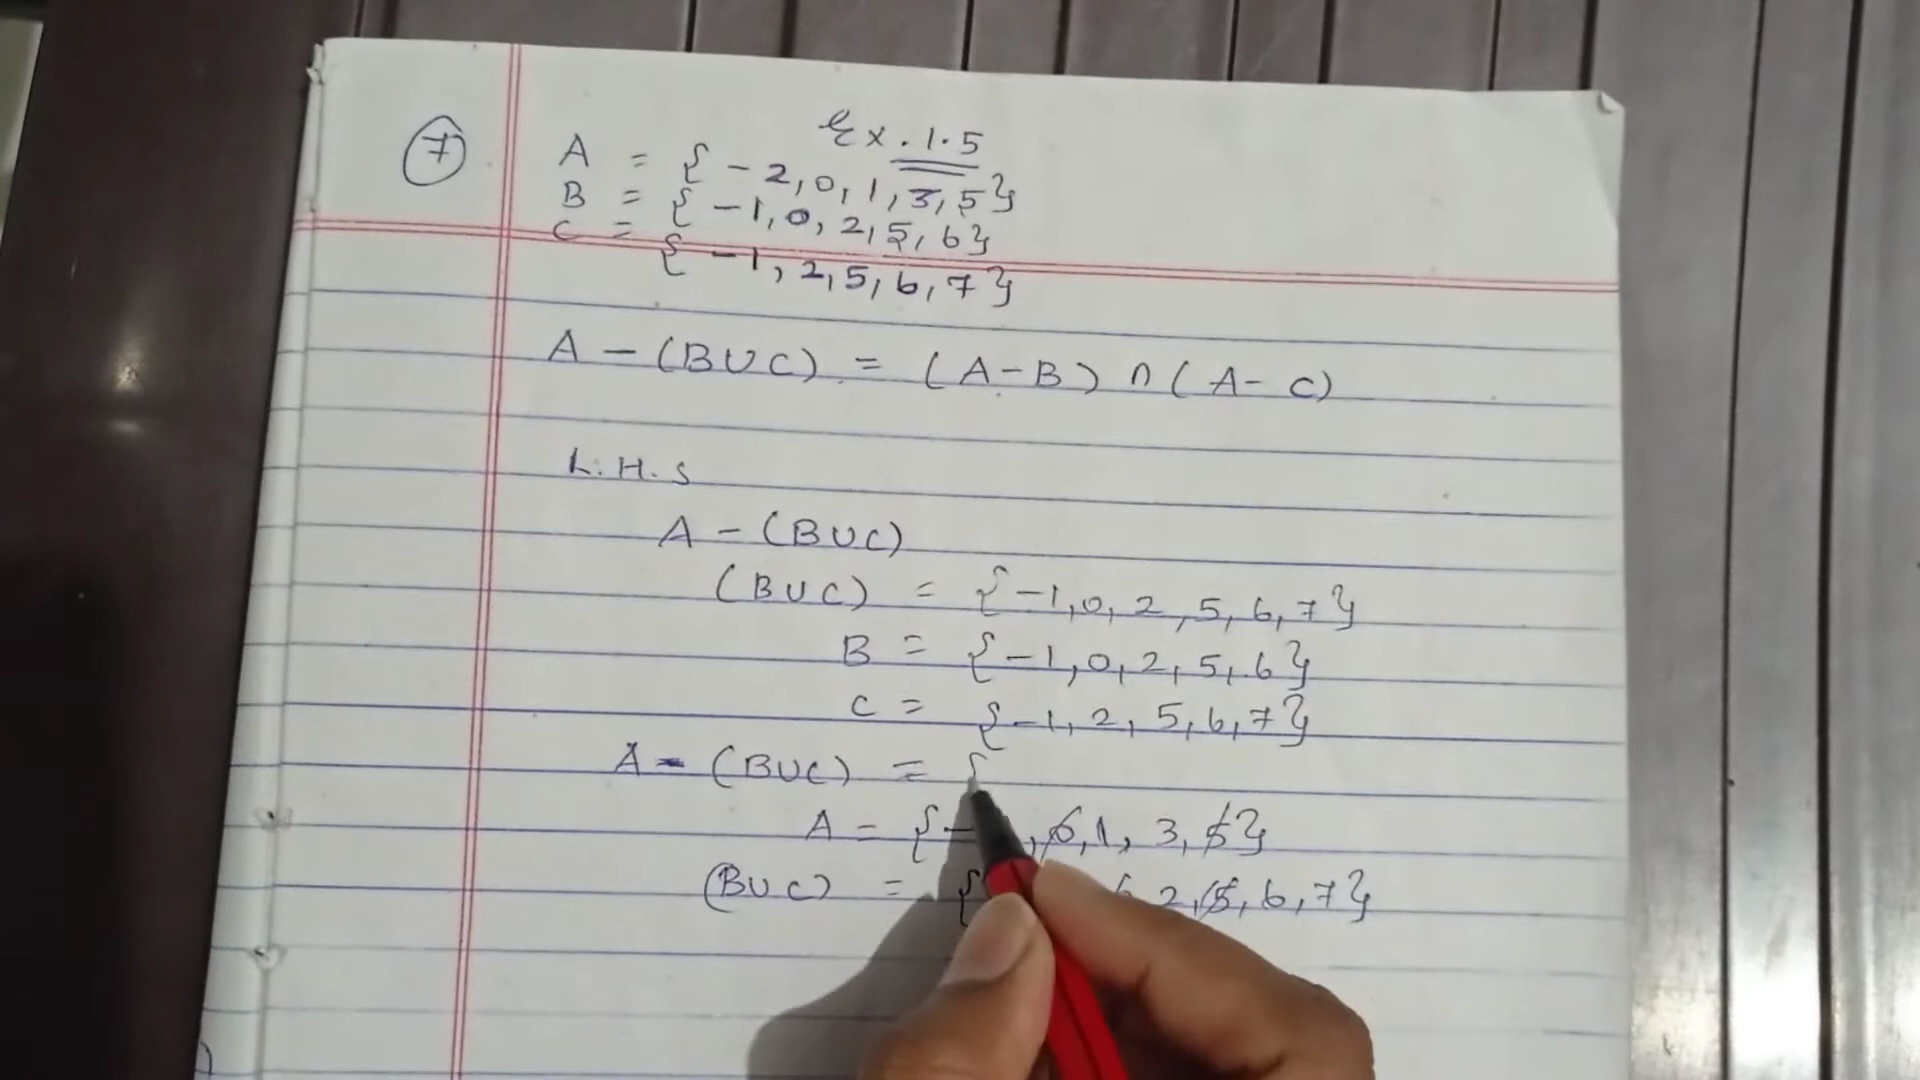 Ex. 1.5
7
A = {-2, 0, 1, 3, 5}
B = {-1, 0, 2, 5, 6}
C = {-1, 2, 5, 6, 7}
A - (B∪C) = (A-B) ∩ (A-C)
L.H.S
A - (B∪C)
(B∪C) = {-1, 0, 2, 5, 6, 7}
B = {-1, 0, 2, 5, 6}
C = {-1, 2, 5, 6, 7}
A - (B∪C) = {
A = {- , 0, 1, 3, 5}
(B∪C) = { 2, 5, 6, 7}